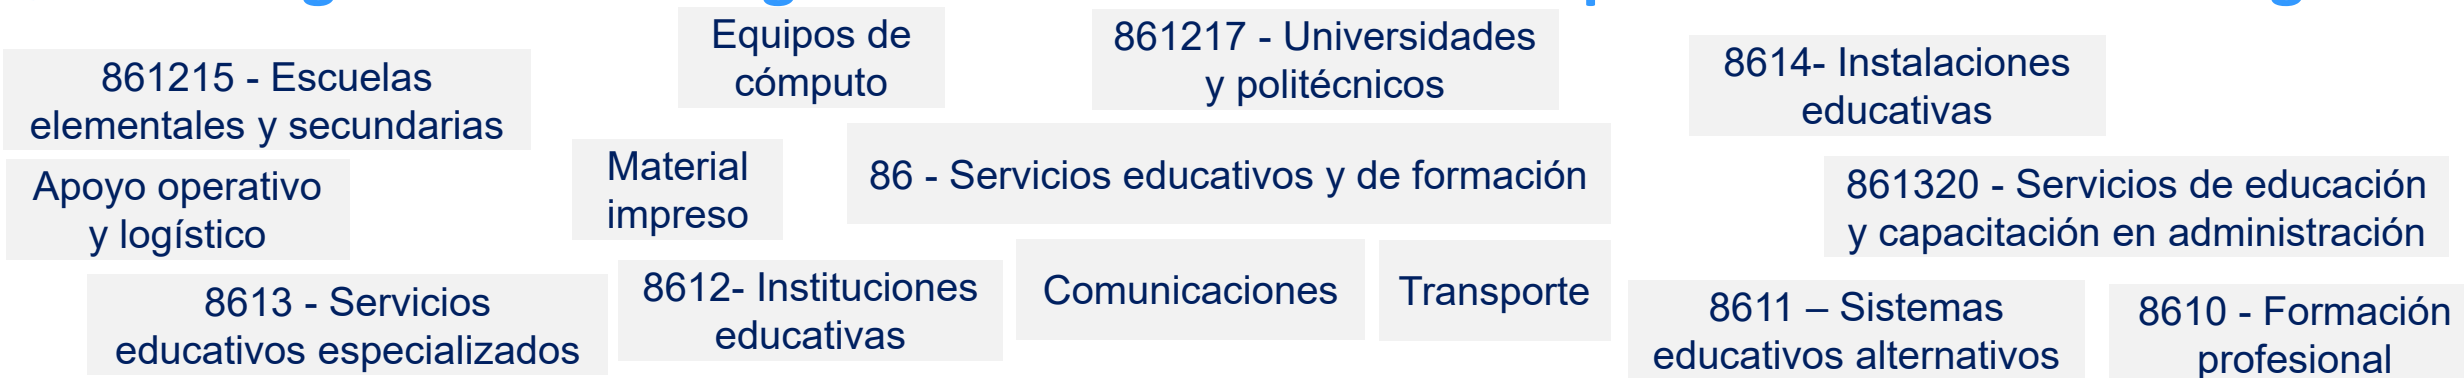 Equipos de
cómputo
861217 - Universidades
y politécnicos
8614- Instalaciones
educativas
861215 - Escuelas
elementales y secundarias
Material
impreso
86 - Servicios educativos y de formación
Apoyo operativo
y logístico
861320 - Servicios de educación
y capacitación en administración
8613 - Servicios
educativos especializados
8612- Instituciones
educativas
Comunicaciones
Transporte
8611 – Sistemas
educativos alternativos
8610 - Formación
profesional